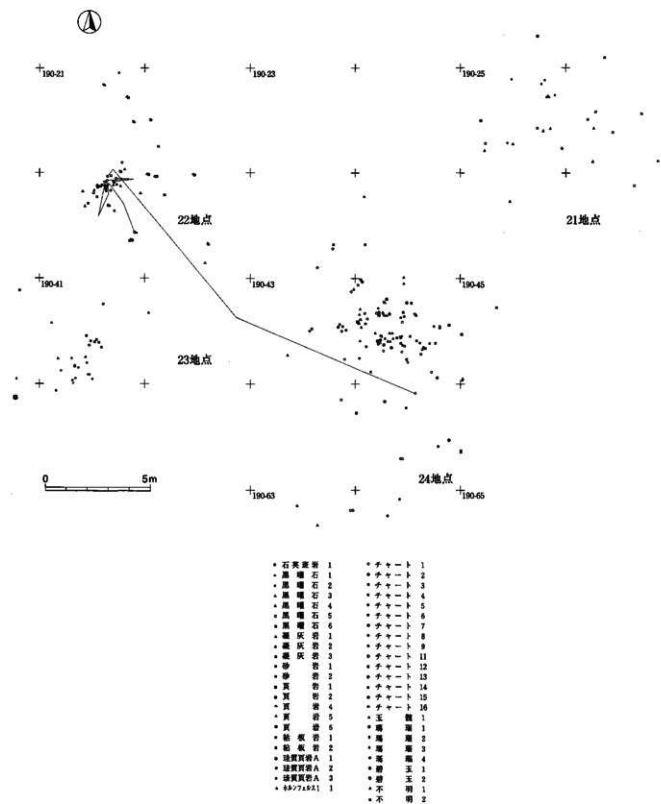 190-21
190-23
190-25
22地点
21地点
190-41
190-43
190-45
23地点
0 5m
24地点
190-63
190-65
石英斑岩 1
黒曜石 1
黒曜石 2
黒曜石 3
黒曜石 4
黒曜石 5
黒曜石 6
凝灰岩 1
凝灰岩 2
凝灰岩 3
砂岩 1
砂岩 2
頁岩 1
頁岩 2
頁岩 4
頁岩 5
頁岩 6
粘板岩 1
粘板岩 2
珪質頁岩A 1
珪質頁岩A 2
珪質頁岩A 3
ホルンフェルス 1
チャート 1
チャート 2
チャート 3
チャート 4
チャート 5
チャート 6
チャート 7
チャート 8
チャート 9
チャート 11
チャート 12
チャート 13
チャート 14
チャート 15
チャート 16
玉髄 1
瑪瑙 1
瑪瑙 2
瑪瑙 3
瑪瑙 4
碧玉 1
碧玉 2
不明 1
不明 2